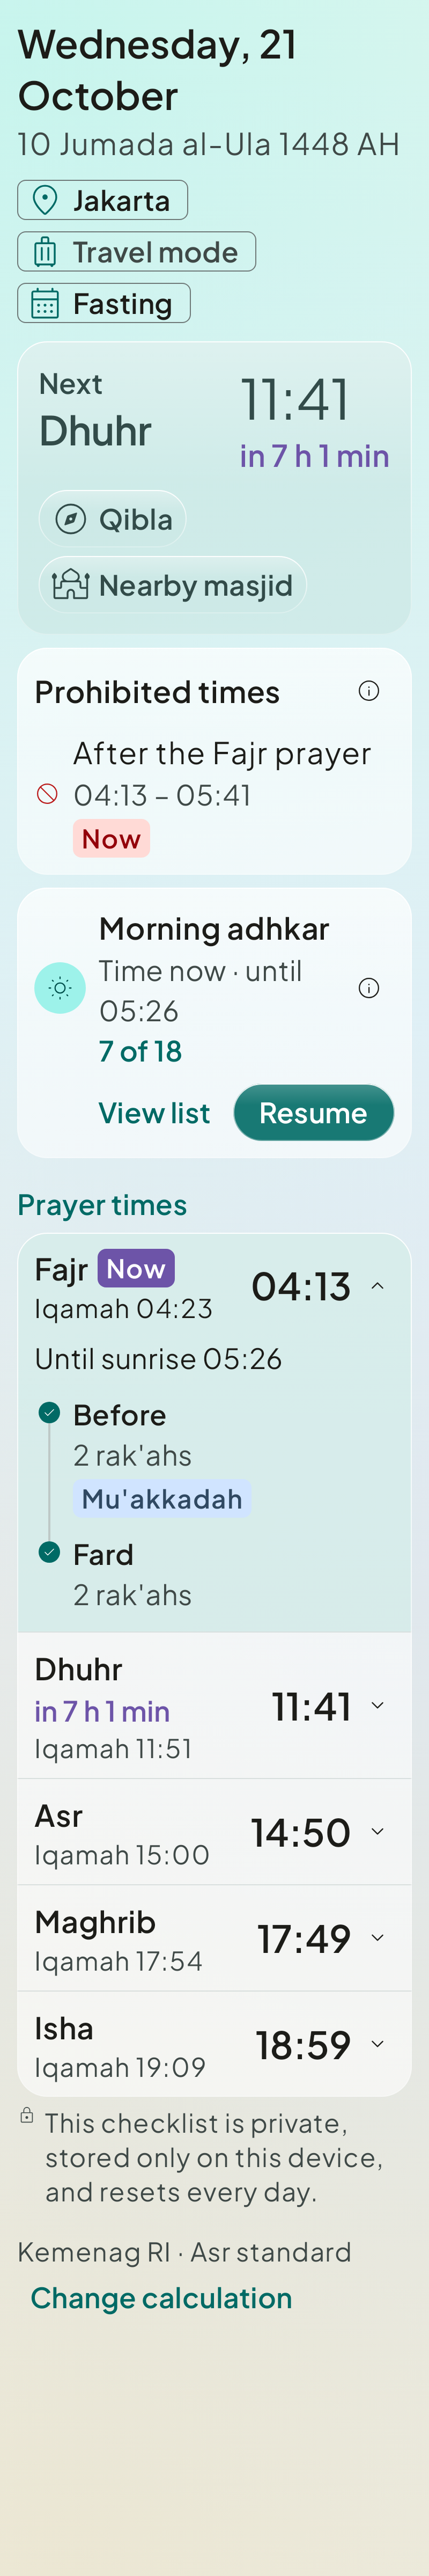 Wednesday, 21
October
10 Jumada al-Ula 1448 AH
Jakarta
Travel mode
Fasting
Next
Dhuhr
11:41
in 7 h 1 min
Qibla
Nearby masjid
Prohibited times
After the Fajr prayer
04:13 – 05:41
Now
Morning adhkar
Time now · until
05:26
7 of 18
View list
Resume
Prayer times
Fajr Now
Iqamah 04:23
04:13
Until sunrise 05:26
Before
2 rak'ahs
Mu'akkadah
Fard
2 rak'ahs
Dhuhr
in 7 h 1 min
Iqamah 11:51
11:41
Asr
Iqamah 15:00
14:50
Maghrib
Iqamah 17:54
17:49
Isha
Iqamah 19:09
18:59
This checklist is private,
stored only on this device,
and resets every day.
Kemenag RI · Asr standard
Change calculation